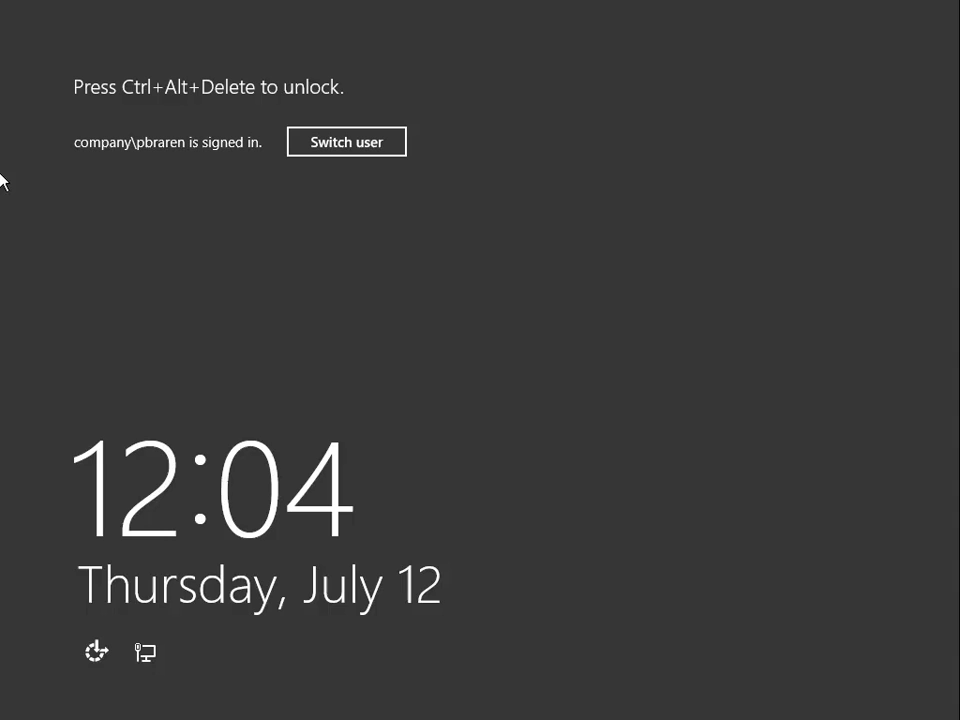 Press Ctrl+Alt+Delete to unlock.
company\pbraren is signed in.
Switch user
12:04
Thursday, July 12